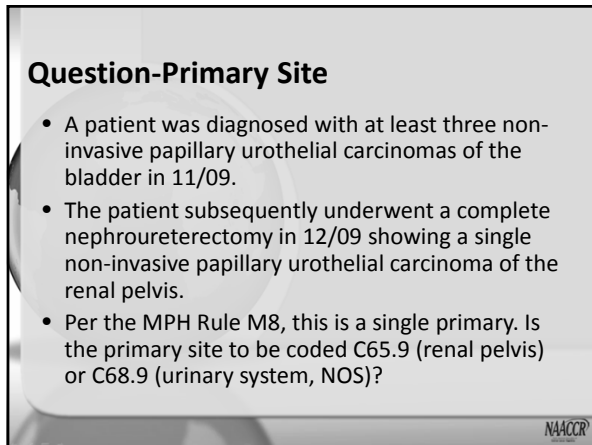 Question-Primary Site
• A patient was diagnosed with at least three non-
invasive papillary urothelial carcinomas of the
bladder in 11/09.
• The patient subsequently underwent a complete
nephroureterectomy in 12/09 showing a single
non-invasive papillary urothelial carcinoma of the
renal pelvis.
• Per the MPH Rule M8, this is a single primary. Is
the primary site to be coded C65.9 (renal pelvis)
or C68.9 (urinary system, NOS)?
NAACCR